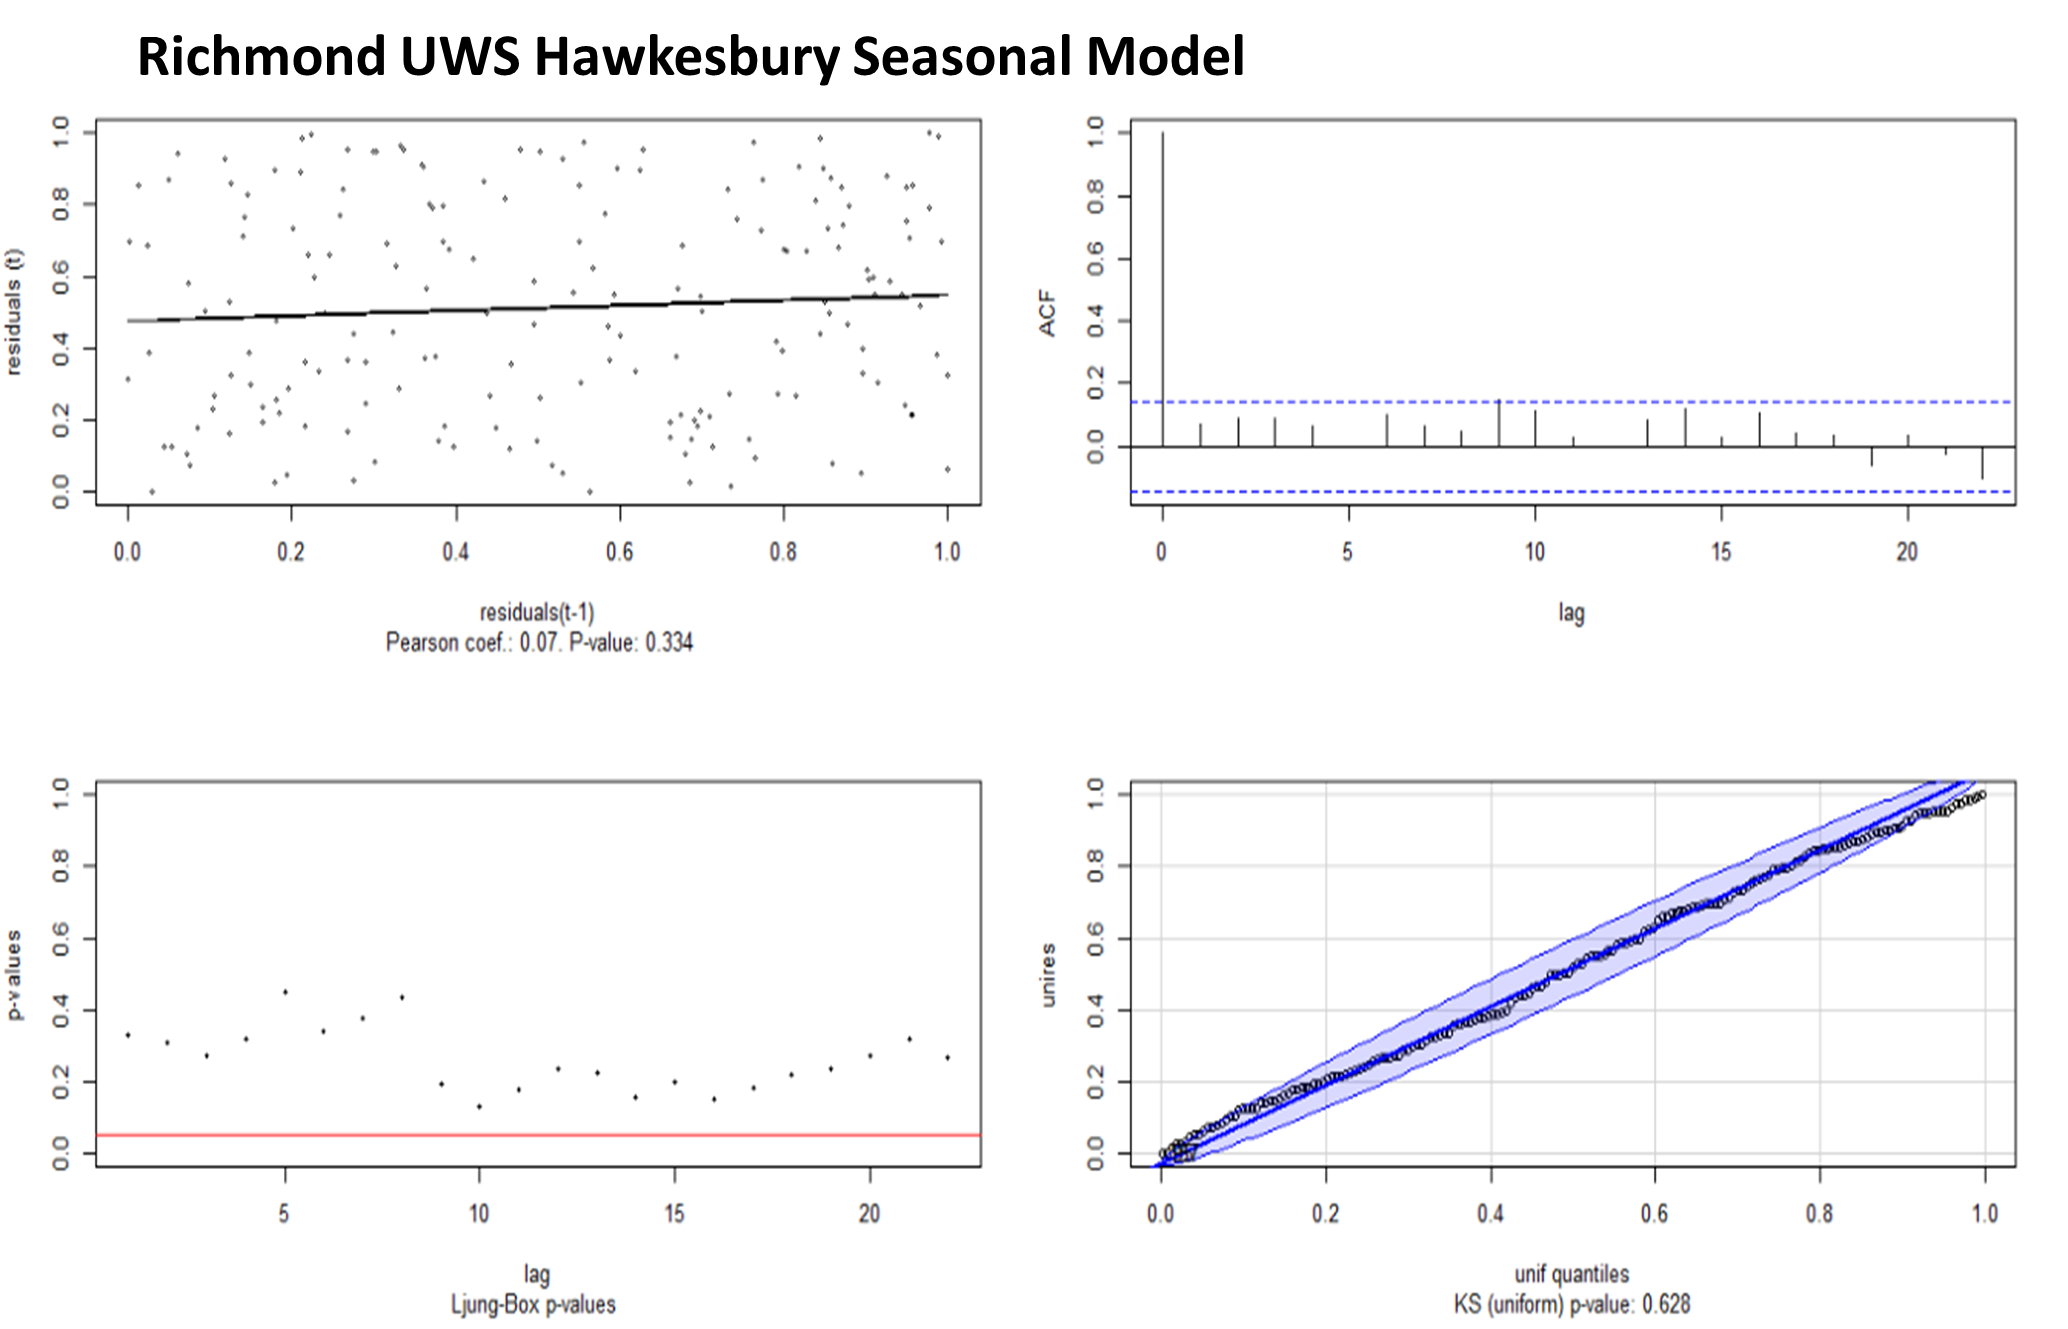 Richmond UWS Hawkesbury Seasonal Model
residuals (t)
0.0 0.2 0.4 0.6 0.8 1.0
0.0 0.2 0.4 0.6 0.8 1.0
residuals(t-1)
Pearson coef.: 0.07. P-value: 0.334
ACF
0.0 0.2 0.4 0.6 0.8 1.0
0 5 10 15 20
lag
p-values
0.0 0.2 0.4 0.6 0.8 1.0
5 10 15 20
lag
Ljung-Box p-values
unires
0.0 0.2 0.4 0.6 0.8 1.0
0.0 0.2 0.4 0.6 0.8 1.0
unif quantiles
KS (uniform) p-value: 0.628